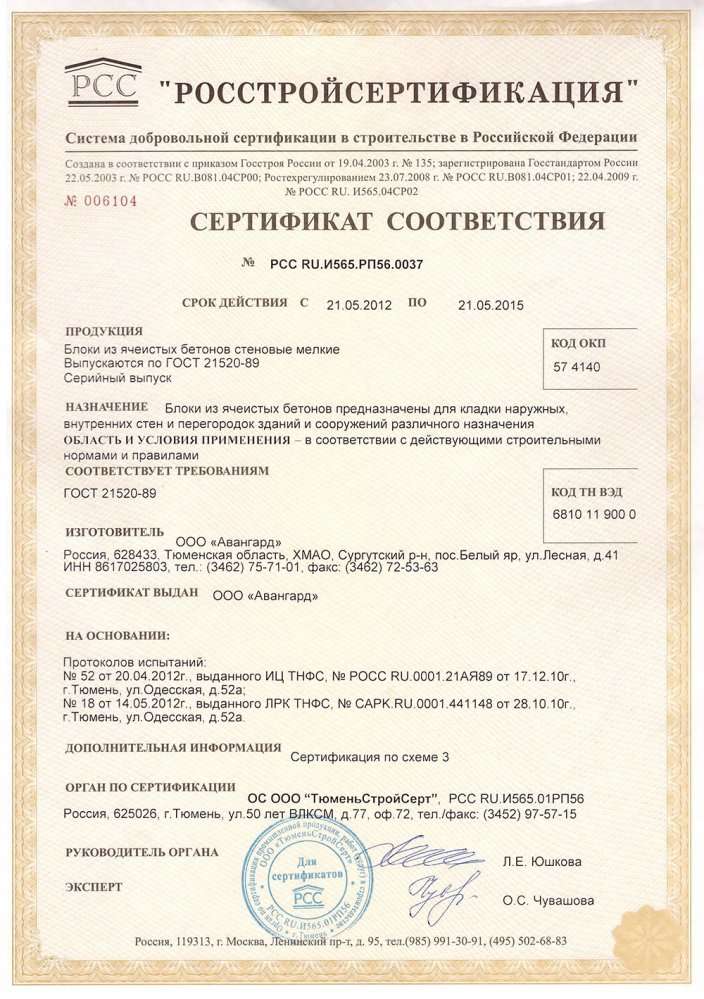 РСС
"РОССТРОЙСЕРТИФИКАЦИЯ"
Система добровольной сертификации в строительстве в Российской Федерации
Создана в соответствии с приказом Госстроя России от 19.04.2003 г. № 135; зарегистрирована Госстандартом России
22.05.2003 г. № РОСС RU.В081.04СР00; Ростехрегулированием 23.07.2008 г. № РОСС RU.В081.04СР01; 22.04.2009 г.
№ РОСС RU. И565.04СР02
№ 006104
СЕРТИФИКАТ СООТВЕТСТВИЯ
№ РСС RU.И565.РП56.0037
СРОК ДЕЙСТВИЯ С 21.05.2012 ПО 21.05.2015
ПРОДУКЦИЯ
Блоки из ячеистых бетонов стеновые мелкие
Выпускаются по ГОСТ 21520-89
Серийный выпуск
КОД ОКП
57 4140
НАЗНАЧЕНИЕ Блоки из ячеистых бетонов предназначены для кладки наружных,
внутренних стен и перегородок зданий и сооружений различного назначения
ОБЛАСТЬ И УСЛОВИЯ ПРИМЕНЕНИЯ – в соответствии с действующими строительными
нормами и правилами
СООТВЕТСТВУЕТ ТРЕБОВАНИЯМ
ГОСТ 21520-89
КОД ТН ВЭД
6810 11 900 0
ИЗГОТОВИТЕЛЬ ООО «Авангард»
Россия, 628433, Тюменская область, ХМАО, Сургутский р-н, пос.Белый яр, ул.Лесная, д.41
ИНН 8617025803, тел.: (3462) 75-71-01, факс: (3462) 72-53-63
СЕРТИФИКАТ ВЫДАН ООО «Авангард»
НА ОСНОВАНИИ:
Протоколов испытаний:
№ 52 от 20.04.2012г., выданного ИЦ ТНФС, № РОСС RU.0001.21АЯ89 от 17.12.10г.,
г.Тюмень, ул.Одесская, д.52а;
№ 18 от 14.05.2012г., выданного ЛРК ТНФС, № САРК.RU.0001.441148 от 28.10.10г.,
г.Тюмень, ул.Одесская, д.52а.
ДОПОЛНИТЕЛЬНАЯ ИНФОРМАЦИЯ Сертификация по схеме 3
ОРГАН ПО СЕРТИФИКАЦИИ ОС ООО "ТюменьСтройСерт", РСС RU.И565.01РП56
Россия, 625026, г.Тюмень, ул.50 лет ВЛКСМ, д.77, оф.72, тел./факс: (3452) 97-57-15
РУКОВОДИТЕЛЬ ОРГАНА Л.Е. Юшкова
ЭКСПЕРТ О.С. Чувашова
ООО «ТюменьСтройСерт»
Для
сертификатов
РСС
РСС RU.И565.01РП56
г.Тюмень
Россия, 119313, г. Москва, Ленинский пр-т, д. 95, тел.(985) 991-30-91, (495) 502-68-83